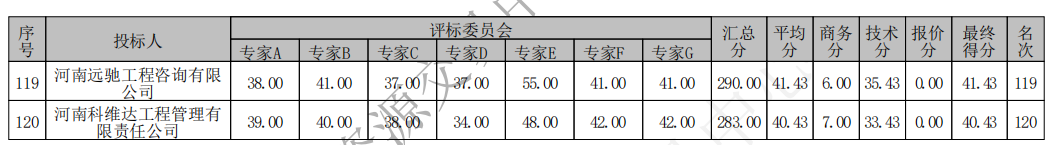 序号 投标人 评标委员会 汇总分 平均分 商务分 技术分 报价分 最终得分 名次
专家A 专家B 专家C 专家D 专家E 专家F 专家G
119 河南远驰工程咨询有限公司 38.00 41.00 37.00 37.00 55.00 41.00 41.00 290.00 41.43 6.00 35.43 0.00 41.43 119
120 河南科维达工程管理有限责任公司 39.00 40.00 38.00 34.00 48.00 42.00 42.00 283.00 40.43 7.00 33.43 0.00 40.43 120
资源交易中心